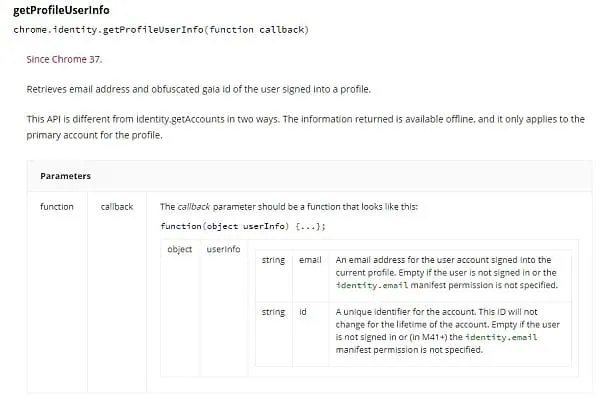 getProfileUserInfo
chrome.identity.getProfileUserInfo(function callback)
Since Chrome 37.
Retrieves email address and obfuscated gaia id of the user signed into a profile.
This API is different from identity.getAccounts in two ways. The information returned is available offline, and it only applies to the
primary account for the profile.
Parameters
function callback The callback parameter should be a function that looks like this:
function(object userInfo) {...};
object userInfo
string email An email address for the user account signed into the
current profile. Empty if the user is not signed in or the
identity.email manifest permission is not specified.
string id A unique identifier for the account. This ID will not
change for the lifetime of the account. Empty if the user
is not signed in or (in M41+) the identity.email
manifest permission is not specified.